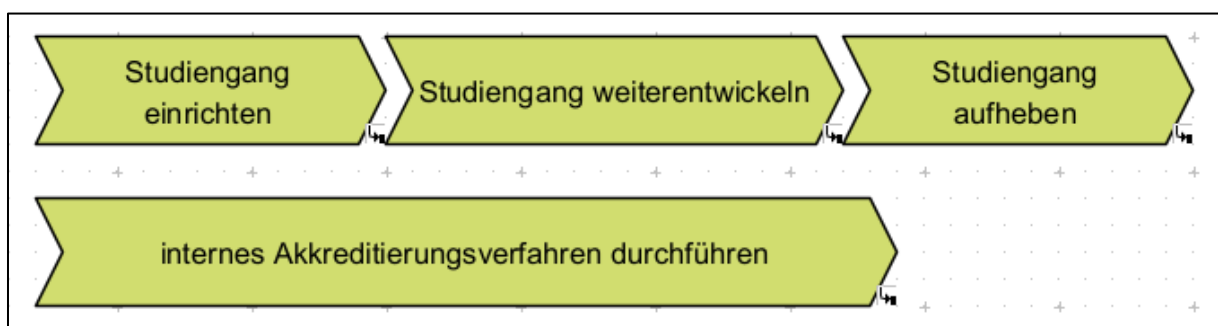 Studiengang
einrichten
Studiengang weiterentwickeln
Studiengang
aufheben
internes Akkreditierungsverfahren durchführen